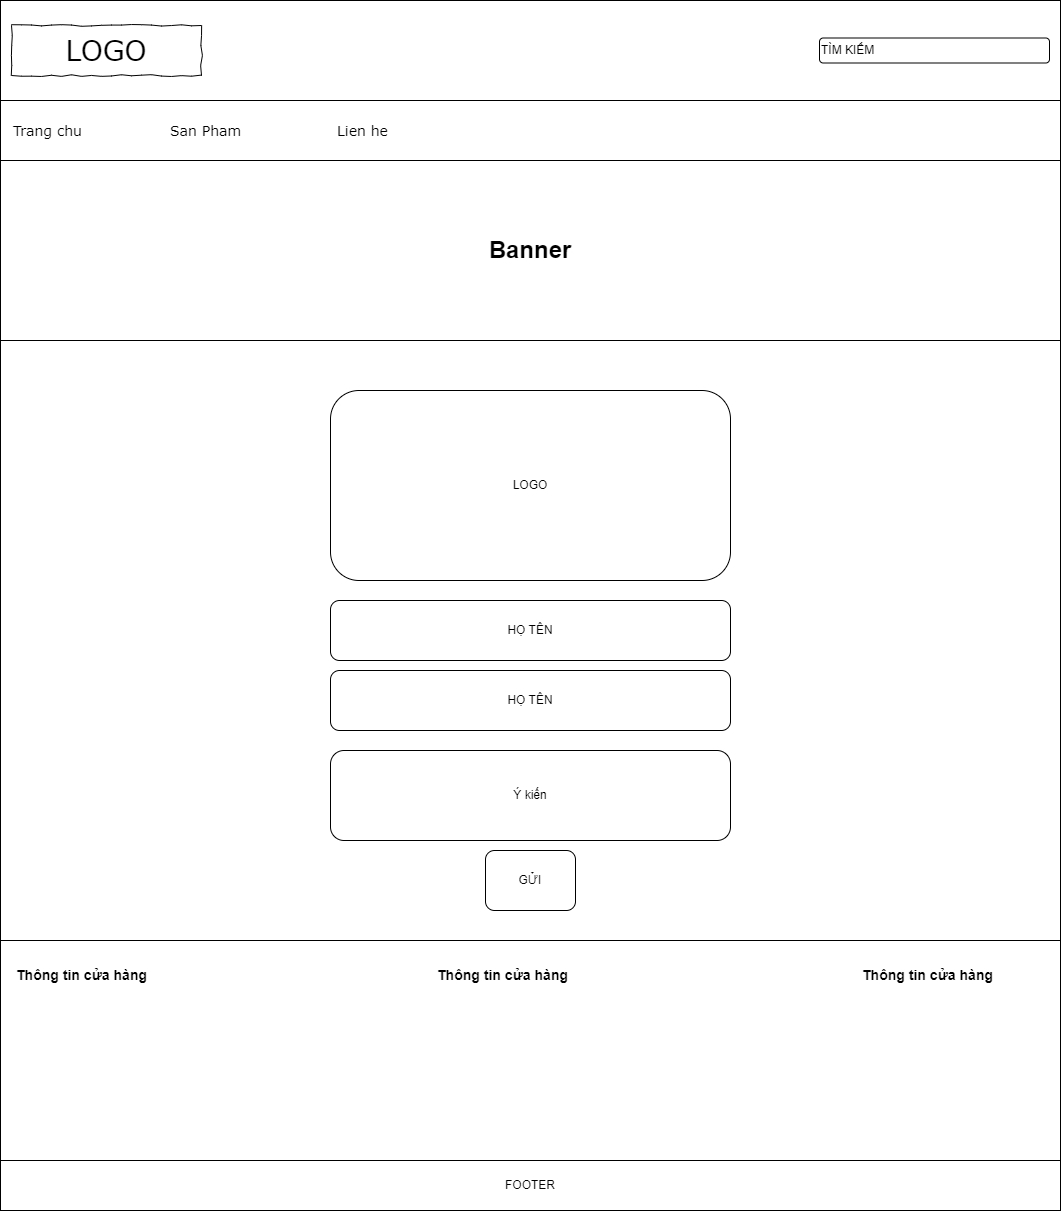 LOGO
TÌM KIẾM
Trang chu
San Pham
Lien he
Banner
LOGO
HỌ TÊN
HỌ TÊN
Ý kiến
GỬI
Thông tin cửa hàng
Thông tin cửa hàng
Thông tin cửa hàng
FOOTER